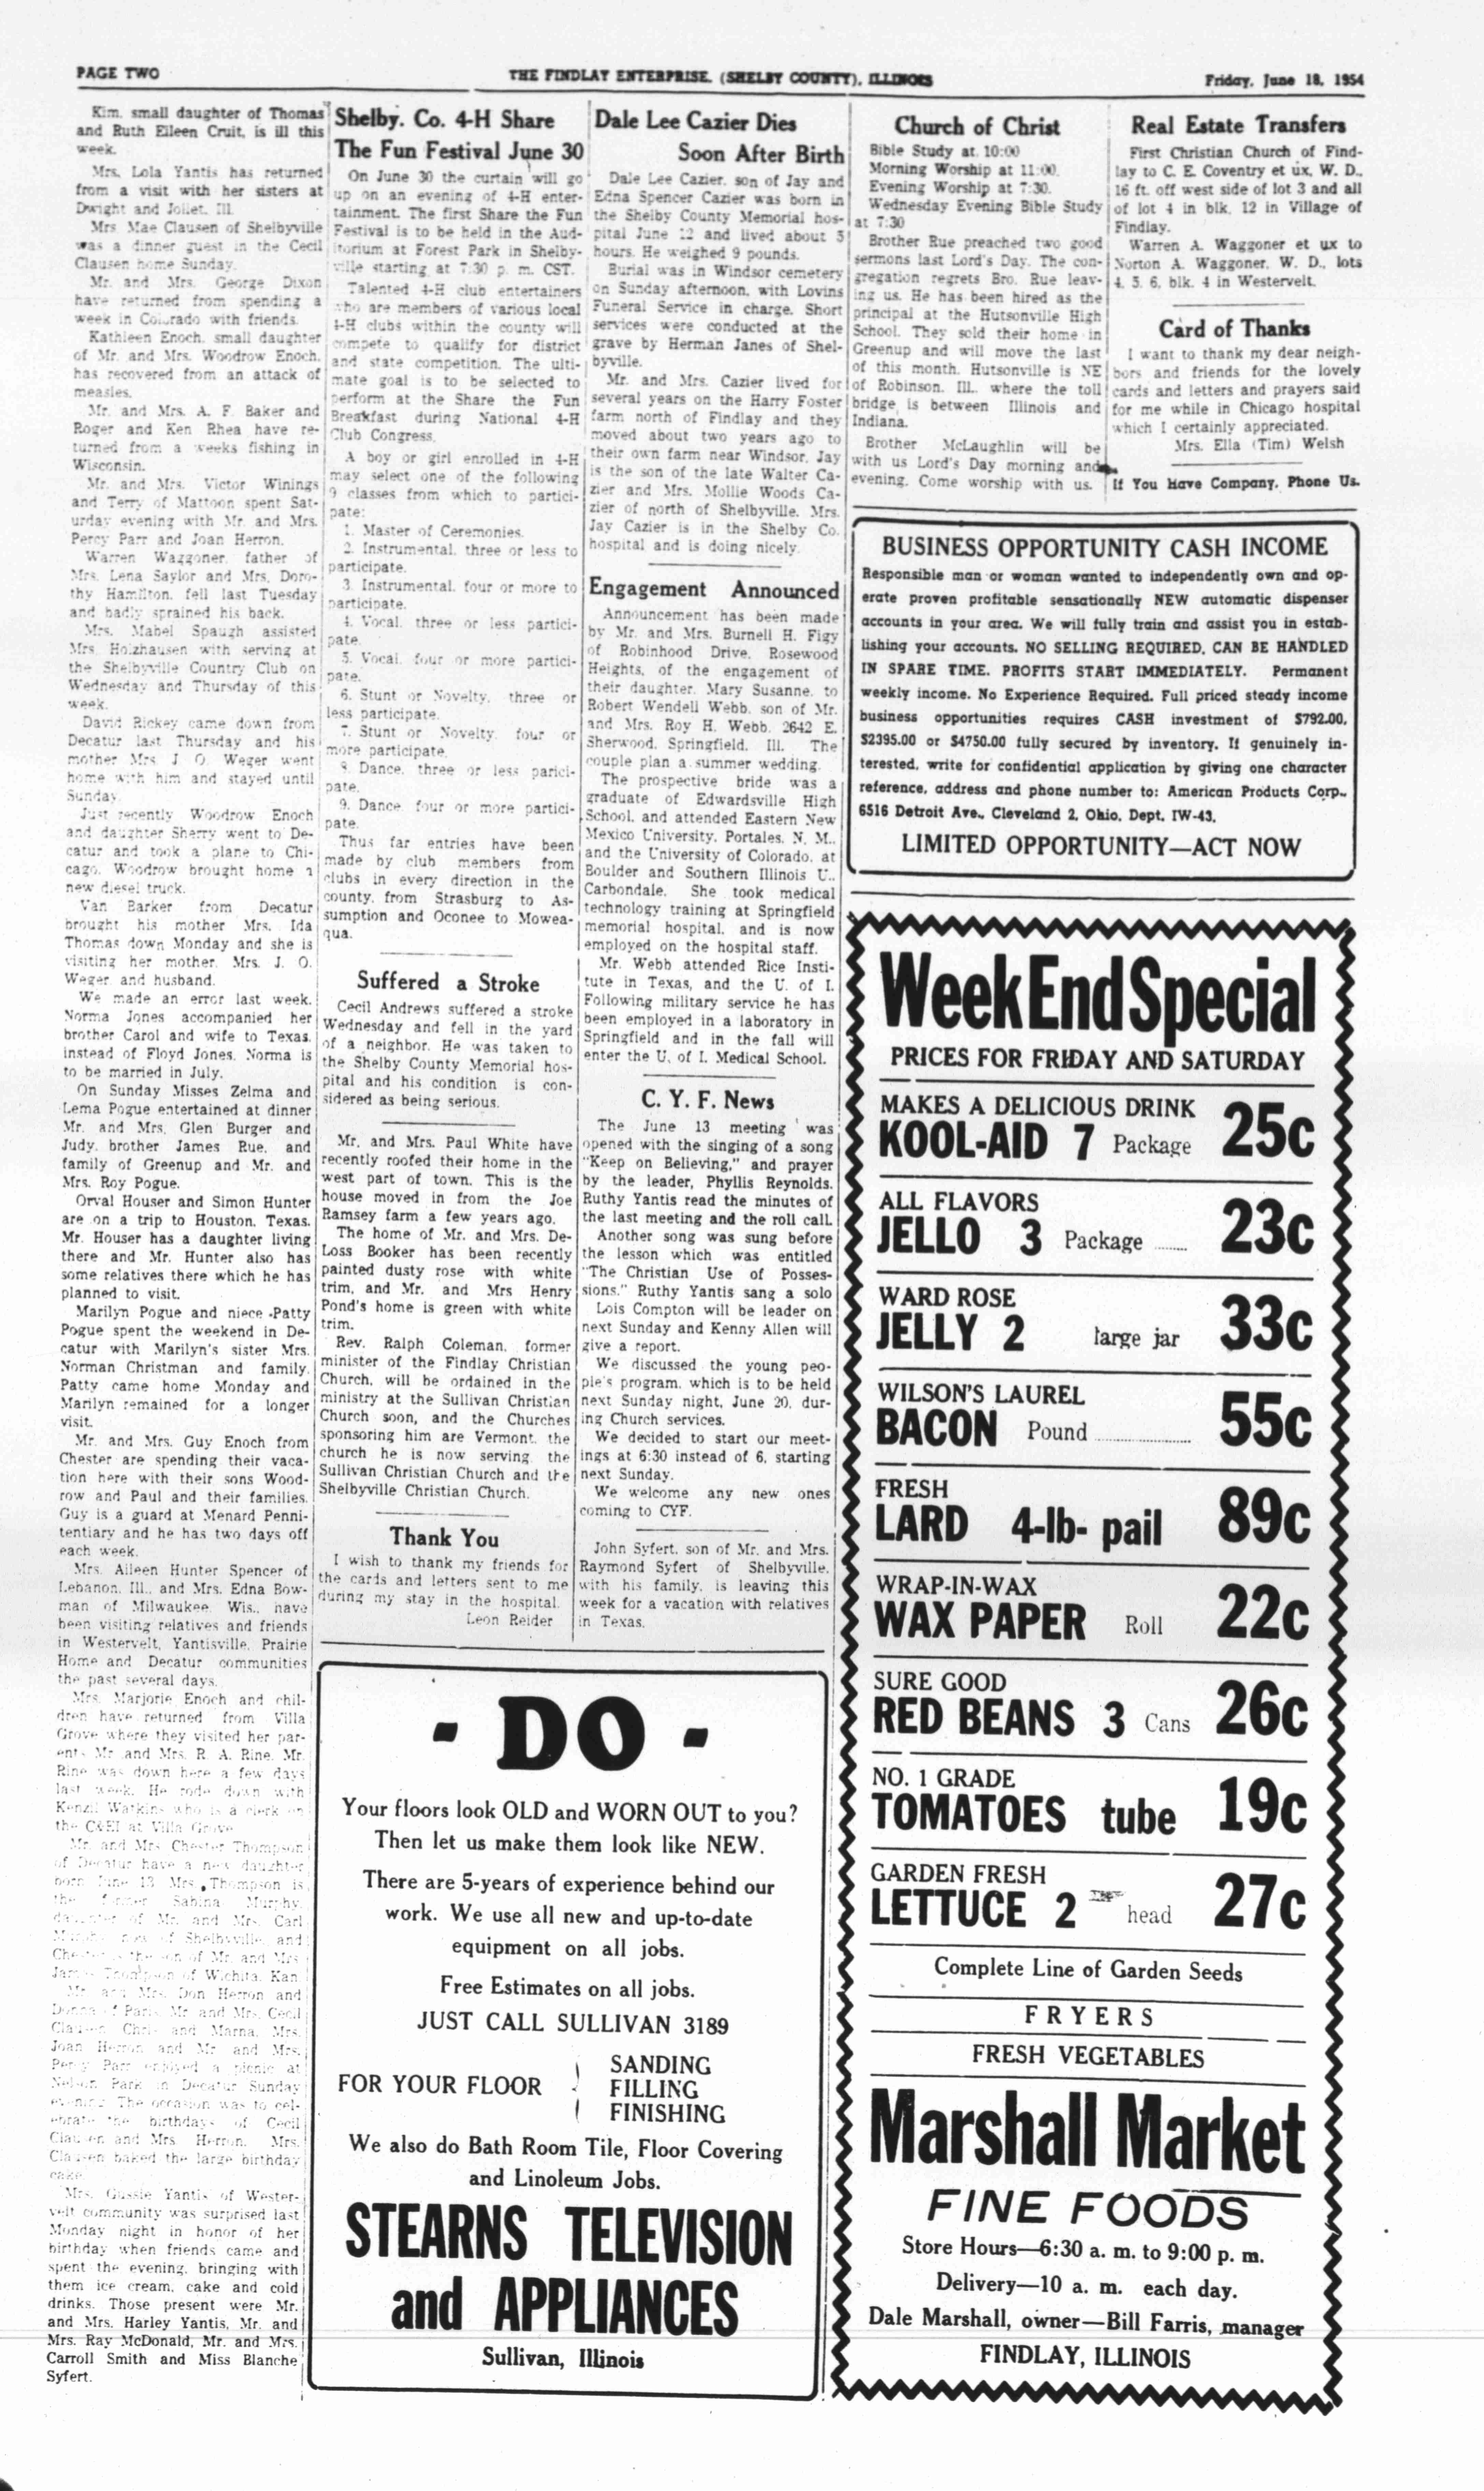 PAGE TWO
THE FINDLAY ENTERPRISE, (SHELBY COUNTY), ILLINOIS
Friday, June 18, 1954
Kim, small daughter of Thomas
and Ruth Eileen Cruit, is ill this
week.
Mrs. Lola Yantis has returned
from a visit with her sisters at
Dwight and Joliet, Ill.
Mrs Mae Clausen of Shelbyville
was a dinner guest in the Cecil
Clausen home Sunday.
Mr. and Mrs. George Dixon
have returned from spending a
week in Colorado with friends.
Kathleen Enoch, small daughter
of Mr. and Mrs. Woodrow Enoch,
has recovered from an attack of
measles.
Mr. and Mrs. A. F. Baker and
Roger and Ken Rhea have re-
turned from a weeks fishing in
Wisconsin.
Mr. and Mrs. Victor Winings
and Terry of Mattoon spent Sat-
urday evening with Mr. and Mrs.
Percy Parr and Joan Herron.
Warren Waggoner, father of
Mrs. Lena Saylor and Mrs. Doro-
thy Hamilton, fell last Tuesday
and badly sprained his back.
Mrs. Mabel Spaugh assisted
Mrs. Holzhausen with serving at
the Shelbyville Country Club on
Wednesday and Thursday of this
week.
David Rickey came down from
Decatur last Thursday and his
mother Mrs J. O. Weger went
home with him and stayed until
Sunday.
Just recently Woodrow Enoch
and daughter Sherry went to De-
catur and took a plane to Chi-
cago. Woodrow brought home a
new diesel truck.
Van Barker from Decatur
brought his mother Mrs. Ida
Thomas down Monday and she is
visiting her mother, Mrs. J. O.
Weger and husband.
We made an error last week.
Norma Jones accompanied her
brother Carol and wife to Texas,
instead of Floyd Jones. Norma is
to be married in July.
On Sunday Misses Zelma and
Lema Pogue entertained at dinner
Mr. and Mrs. Glen Burger and
Judy, brother James Rue, and
family of Greenup and Mr. and
Mrs. Roy Pogue.
Orval Houser and Simon Hunter
are on a trip to Houston, Texas.
Mr. Houser has a daughter living
there and Mr. Hunter also has
some relatives there which he has
planned to visit.
Marilyn Pogue and niece Patty
Pogue spent the weekend in De-
catur with Marilyn's sister Mrs.
Norman Christman and family.
Patty came home Monday and
Marilyn remained for a longer
visit.
Mr. and Mrs. Guy Enoch from
Chester are spending their vaca-
tion here with their sons Wood-
row and Paul and their families.
Guy is a guard at Menard Penni-
tentiary and he has two days off
each week.
Mrs. Aileen Hunter Spencer of
Lebanon, Ill., and Mrs. Edna Bow-
man of Milwaukee, Wis., have
been visiting relatives and friends
in Westervelt, Yantisville, Prairie
Home and Decatur communities
the past several days.
Mrs. Marjorie Enoch and chil-
dren have returned from Villa
Grove where they visited her par-
ents Mr. and Mrs. R. A. Rine. Mr.
Rine was down here a few days
last week. He rode down with
Kenzil Watkins who is a clerk on
the C&EI at Villa Grove.
Mr. and Mrs. Chester Thompson
of Decatur have a new daughter
born June 13. Mrs. Thompson is
the former Sabina Murphy,
daughter of Mr. and Mrs. Carl
Murphy of Shelbyville, and
Chester is the son of Mr. and Mrs
James Thompson of Wichita, Kan
Mr. and Mrs. Don Herron and
Donna of Paris, Mr. and Mrs. Cecil
Clausen, Chris and Marna, Mrs.
Joan Herron and Mr. and Mrs.
Percy Parr enjoyed a picnic at
Nelson Park in Decatur Sunday
evening. The occasion was to cel-
ebrate the birthdays of Cecil
Clausen and Mrs. Herron. Mrs.
Clausen baked the large birthday
cake.
Mrs. Gussie Yantis of Wester-
velt community was surprised last
Monday night in honor of her
birthday when friends came and
spent the evening, bringing with
them ice cream, cake and cold
drinks. Those present were Mr.
and Mrs. Harley Yantis, Mr. and
Mrs. Ray McDonald, Mr. and Mrs.
Carroll Smith and Miss Blanche
Syfert.
Shelby. Co. 4-H Share
The Fun Festival June 30
On June 30 the curtain will go
up on an evening of 4-H enter-
tainment. The first Share the Fun
Festival is to be held in the Aud-
itorium at Forest Park in Shelby-
ville starting at 7:30 p. m. CST.
Talented 4-H club entertainers
who are members of various local
4-H clubs within the county will
compete to qualify for district
and state competition. The ulti-
mate goal is to be selected to
perform at the Share the Fun
Breakfast during National 4-H
Club Congress.
A boy or girl enrolled in 4-H
may select one of the following
9 classes from which to partici-
pate:
1. Master of Ceremonies.
2. Instrumental, three or less to
participate.
3. Instrumental, four or more to
participate.
4. Vocal, three or less partici-
pate.
5. Vocal, four or more partici-
pate.
6. Stunt or Novelty, three or
less participate.
7. Stunt or Novelty, four or
more participate.
8. Dance, three or less parici-
pate.
9. Dance, four or more partici-
pate.
Thus far entries have been
made by club members from
clubs in every direction in the
county, from Strasburg to As-
sumption and Oconee to Mowea-
qua.
Suffered a Stroke
Cecil Andrews suffered a stroke
Wednesday and fell in the yard
of a neighbor. He was taken to
the Shelby County Memorial hos-
pital and his condition is con-
sidered as being serious.
Mr. and Mrs. Paul White have
recently roofed their home in the
west part of town. This is the
house moved in from the Joe
Ramsey farm a few years ago.
The home of Mr. and Mrs. De-
Loss Booker has been recently
painted dusty rose with white
trim, and Mr. and Mrs Henry
Pond's home is green with white
trim.
Rev. Ralph Coleman, former
minister of the Findlay Christian
Church, will be ordained in the
ministry at the Sullivan Christian
Church soon, and the Churches
sponsoring him are Vermont, the
church he is now serving, the
Sullivan Christian Church and the
Shelbyville Christian Church.
Thank You
I wish to thank my friends for
the cards and letters sent to me
during my stay in the hospital.
Leon Reider
Dale Lee Cazier Dies
Soon After Birth
Dale Lee Cazier, son of Jay and
Edna Spencer Cazier was born in
the Shelby County Memorial hos-
pital June 12 and lived about 5
hours. He weighed 9 pounds.
Burial was in Windsor cemetery
on Sunday afternoon, with Lovins
Funeral Service in charge. Short
services were conducted at the
grave by Herman Janes of Shel-
byville.
Mr. and Mrs. Cazier lived for
several years on the Harry Foster
farm north of Findlay and they
moved about two years ago to
their own farm near Windsor. Jay
is the son of the late Walter Ca-
zier and Mrs. Mollie Woods Ca-
zier of north of Shelbyville. Mrs.
Jay Cazier is in the Shelby Co.
hospital and is doing nicely.
Engagement Announced
Announcement has been made
by Mr. and Mrs. Burnell H. Figy
of Robinhood Drive, Rosewood
Heights, of the engagement of
their daughter, Mary Susanne, to
Robert Wendell Webb, son of Mr.
and Mrs. Roy H. Webb, 2642 E.
Sherwood, Springfield, Ill. The
couple plan a summer wedding.
The prospective bride was a
graduate of Edwardsville High
School, and attended Eastern New
Mexico University, Portales, N. M.,
and the University of Colorado, at
Boulder and Southern Illinois U.,
Carbondale. She took medical
technology training at Springfield
memorial hospital, and is now
employed on the hospital staff.
Mr. Webb attended Rice Insti-
tute in Texas, and the U. of I.
Following military service he has
been employed in a laboratory in
Springfield and in the fall will
enter the U. of I. Medical School.
C. Y. F. News
The June 13 meeting was
opened with the singing of a song
"Keep on Believing," and prayer
by the leader, Phyllis Reynolds.
Ruthy Yantis read the minutes of
the last meeting and the roll call.
Another song was sung before
the lesson which was entitled
"The Christian Use of Posses-
sions." Ruthy Yantis sang a solo
Lois Compton will be leader on
next Sunday and Kenny Allen will
give a report.
We discussed the young peo-
ple's program, which is to be held
next Sunday night, June 20, dur-
ing Church services.
We decided to start our meet-
ings at 6:30 instead of 6, starting
next Sunday.
We welcome any new ones
coming to CYF.
John Syfert, son of Mr. and Mrs.
Raymond Syfert of Shelbyville,
with his family, is leaving this
week for a vacation with relatives
in Texas.
- DO -
Your floors look OLD and WORN OUT to you?
Then let us make them look like NEW.
There are 5-years of experience behind our
work. We use all new and up-to-date
equipment on all jobs.
Free Estimates on all jobs.
JUST CALL SULLIVAN 3189
FOR YOUR FLOOR
SANDING
FILLING
FINISHING
We also do Bath Room Tile, Floor Covering
and Linoleum Jobs.
STEARNS TELEVISION
and APPLIANCES
Sullivan, Illinois
Church of Christ
Bible Study at 10:00
Morning Worship at 11:00.
Evening Worship at 7:30.
Wednesday Evening Bible Study
at 7:30
Brother Rue preached two good
sermons last Lord's Day. The con-
gregation regrets Bro. Rue leav-
ing us. He has been hired as the
principal at the Hutsonville High
School. They sold their home in
Greenup and will move the last
of this month. Hutsonville is NE
of Robinson, Ill., where the toll
bridge is between Illinois and
Indiana.
Brother McLaughlin will be
with us Lord's Day morning and
evening. Come worship with us.
Real Estate Transfers
First Christian Church of Find-
lay to C. E. Coventry et ux, W. D.,
16 ft. off west side of lot 3 and all
of lot 4 in blk. 12 in Village of
Findlay.
Warren A. Waggoner et ux to
Norton A. Waggoner, W. D., lots
4, 5, 6, blk. 4 in Westervelt.
Card of Thanks
I want to thank my dear neigh-
bors and friends for the lovely
cards and letters and prayers said
for me while in Chicago hospital
which I certainly appreciated.
Mrs. Ella (Tim) Welsh
If You Have Company, Phone Us.
BUSINESS OPPORTUNITY CASH INCOME
Responsible man or woman wanted to independently own and op-
erate proven profitable sensationally NEW automatic dispenser
accounts in your area. We will fully train and assist you in estab-
lishing your accounts. NO SELLING REQUIRED. CAN BE HANDLED
IN SPARE TIME. PROFITS START IMMEDIATELY. Permanent
weekly income. No Experience Required. Full priced steady income
business opportunities requires CASH investment of $792.00,
$2395.00 or $4750.00 fully secured by inventory. If genuinely in-
terested, write for confidential application by giving one character
reference, address and phone number to: American Products Corp.,
6516 Detroit Ave., Cleveland 2, Ohio, Dept. IW-43.
LIMITED OPPORTUNITY—ACT NOW
Week End Special
PRICES FOR FRIDAY AND SATURDAY
MAKES A DELICIOUS DRINK
KOOL-AID 7 Package 25c
ALL FLAVORS
JELLO 3 Package ....... 23c
WARD ROSE
JELLY 2 large jar 33c
WILSON'S LAUREL
BACON Pound ........ 55c
FRESH
LARD 4-lb- pail 89c
WRAP-IN-WAX
WAX PAPER Roll 22c
SURE GOOD
RED BEANS 3 Cans 26c
NO. 1 GRADE
TOMATOES tube 19c
GARDEN FRESH
LETTUCE 2 head 27c
Complete Line of Garden Seeds
FRYERS
FRESH VEGETABLES
Marshall Market
FINE FOODS
Store Hours—6:30 a. m. to 9:00 p. m.
Delivery—10 a. m. each day.
Dale Marshall, owner—Bill Farris, manager
FINDLAY, ILLINOIS